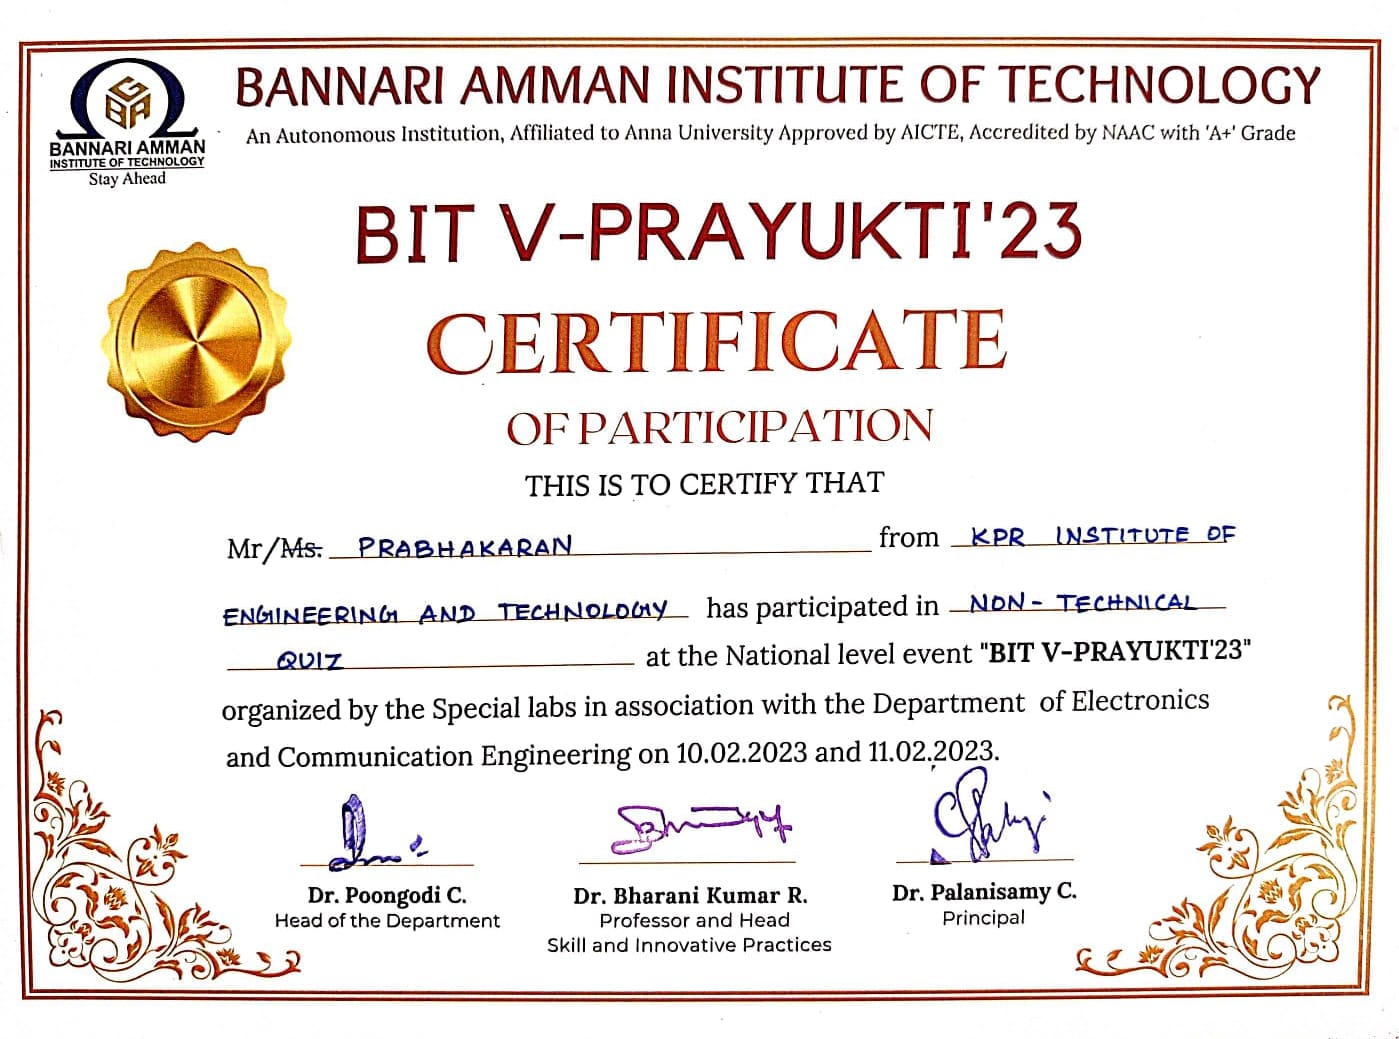 GBA
BANNARI AMMAN
INSTITUTE OF TECHNOLOGY
Stay Ahead
BANNARI AMMAN INSTITUTE OF TECHNOLOGY
An Autonomous Institution, Affiliated to Anna University Approved by AICTE, Accredited by NAAC with 'A+' Grade
BIT V-PRAYUKTI'23
CERTIFICATE
OF PARTICIPATION
THIS IS TO CERTIFY THAT
Mr/Ms. PRABHAKARAN from KPR INSTITUTE OF
ENGINEERING AND TECHNOLOGY has participated in NON - TECHNICAL
QUIZ at the National level event "BIT V-PRAYUKTI'23"
organized by the Special labs in association with the Department of Electronics
and Communication Engineering on 10.02.2023 and 11.02.2023.
Dr. Poongodi C. Dr. Bharani Kumar R. Dr. Palanisamy C.
Head of the Department Professor and Head Principal
Skill and Innovative Practices